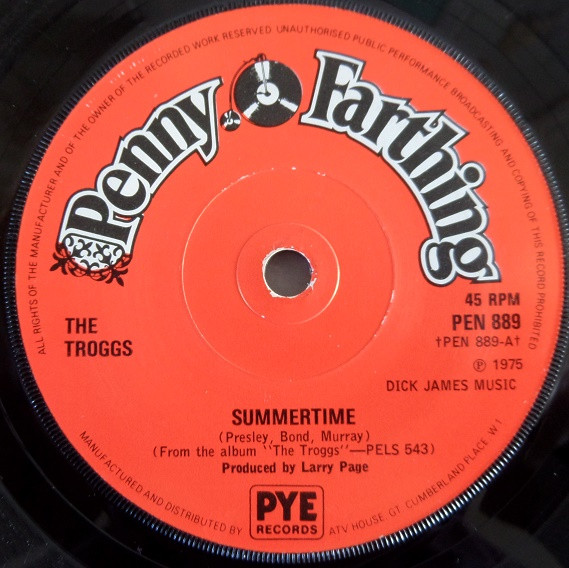 ALL RIGHTS OF THE MANUFACTURER AND OF THE OWNER OF THE RECORDED WORK RESERVED. UNAUTHORISED PUBLIC PERFORMANCE BROADCASTING AND COPYING OF THIS RECORD PROHIBITED
Penny Farthing
THE
TROGGS
45 RPM
PEN 889
†PEN 889-A†
℗ 1975
DICK JAMES MUSIC
SUMMERTIME
(Presley, Bond, Murray)
(From the album "The Troggs"—PELS 543)
Produced by Larry Page
PYE
RECORDS
MANUFACTURED AND DISTRIBUTED BY ATV HOUSE· GT· CUMBERLAND PLACE· W·1